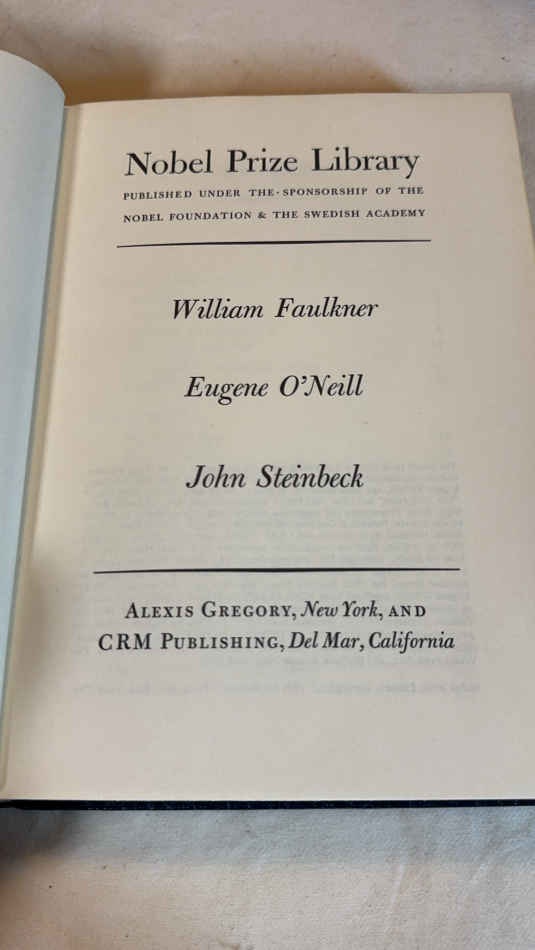 Nobel Prize Library
PUBLISHED UNDER THE·SPONSORSHIP OF THE
NOBEL FOUNDATION & THE SWEDISH ACADEMY
William Faulkner
Eugene O'Neill
John Steinbeck
ALEXIS GREGORY, New York, AND
CRM PUBLISHING, Del Mar, California